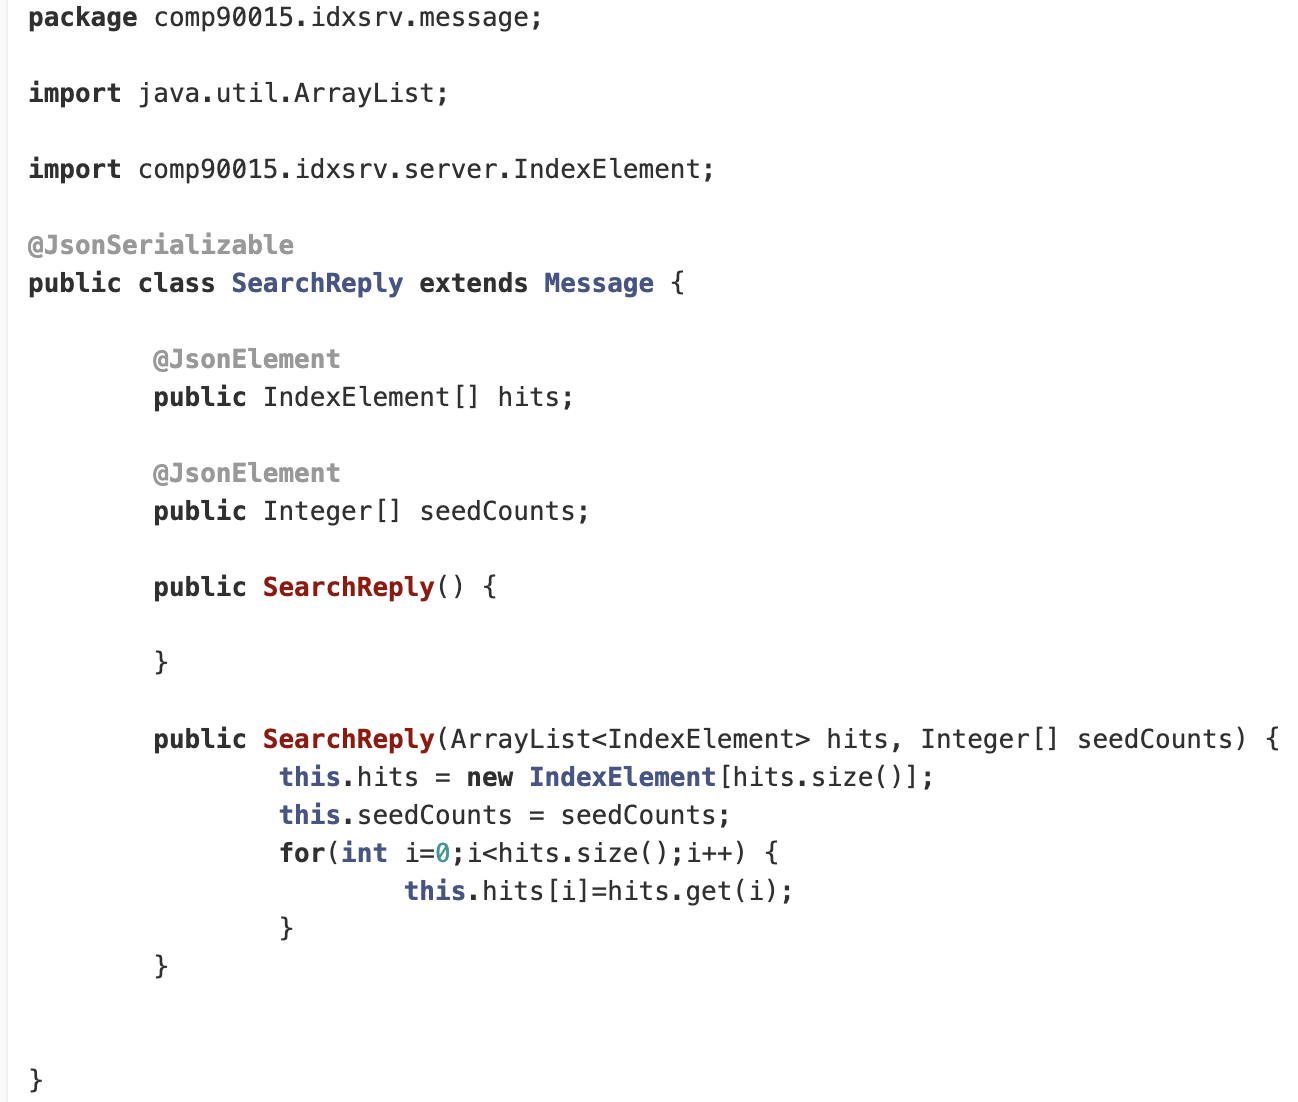 package comp90015.idxsrv.message;
import java.util.ArrayList;
import comp90015.idxsrv.server.IndexElement;
@JsonSerializable
public class SearchReply extends Message {
@JsonElement
public IndexElement[] hits;
@JsonElement
public Integer[] seedCounts;
public SearchReply() {
}
public SearchReply(ArrayList<IndexElement> hits, Integer[] seedCounts) {
this.hits = new IndexElement[hits.size()];
this.seedCounts = seedCounts;
for(int i=0;i<hits.size();i++) {
this.hits[i]=hits.get(i);
}
}
}